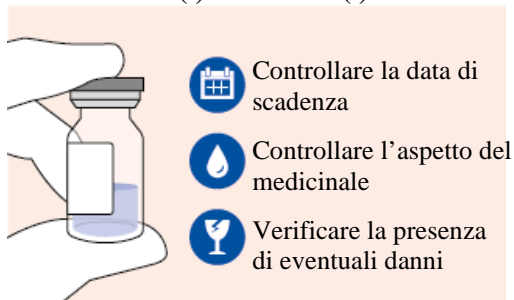 Controllare la data di
scadenza
Controllare l’aspetto del
medicinale
Verificare la presenza
di eventuali danni